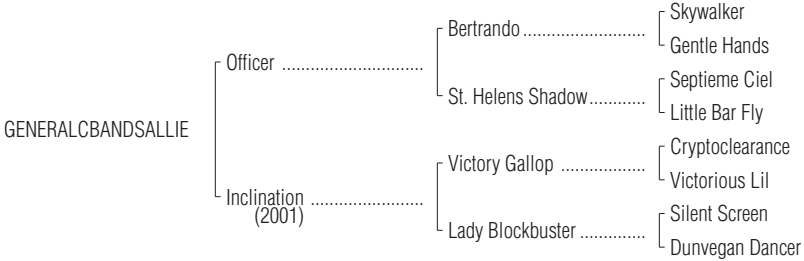 Skywalker
Bertrando ..........................
Gentle Hands
Officer ..............................
Septieme Ciel
St. Helens Shadow............
Little Bar Fly
GENERALCBANDSALLIE
Cryptoclearance
Victory Gallop ..................
Victorious Lil
Inclination ........................
(2001)
Silent Screen
Lady Blockbuster ..............
Dunvegan Dancer